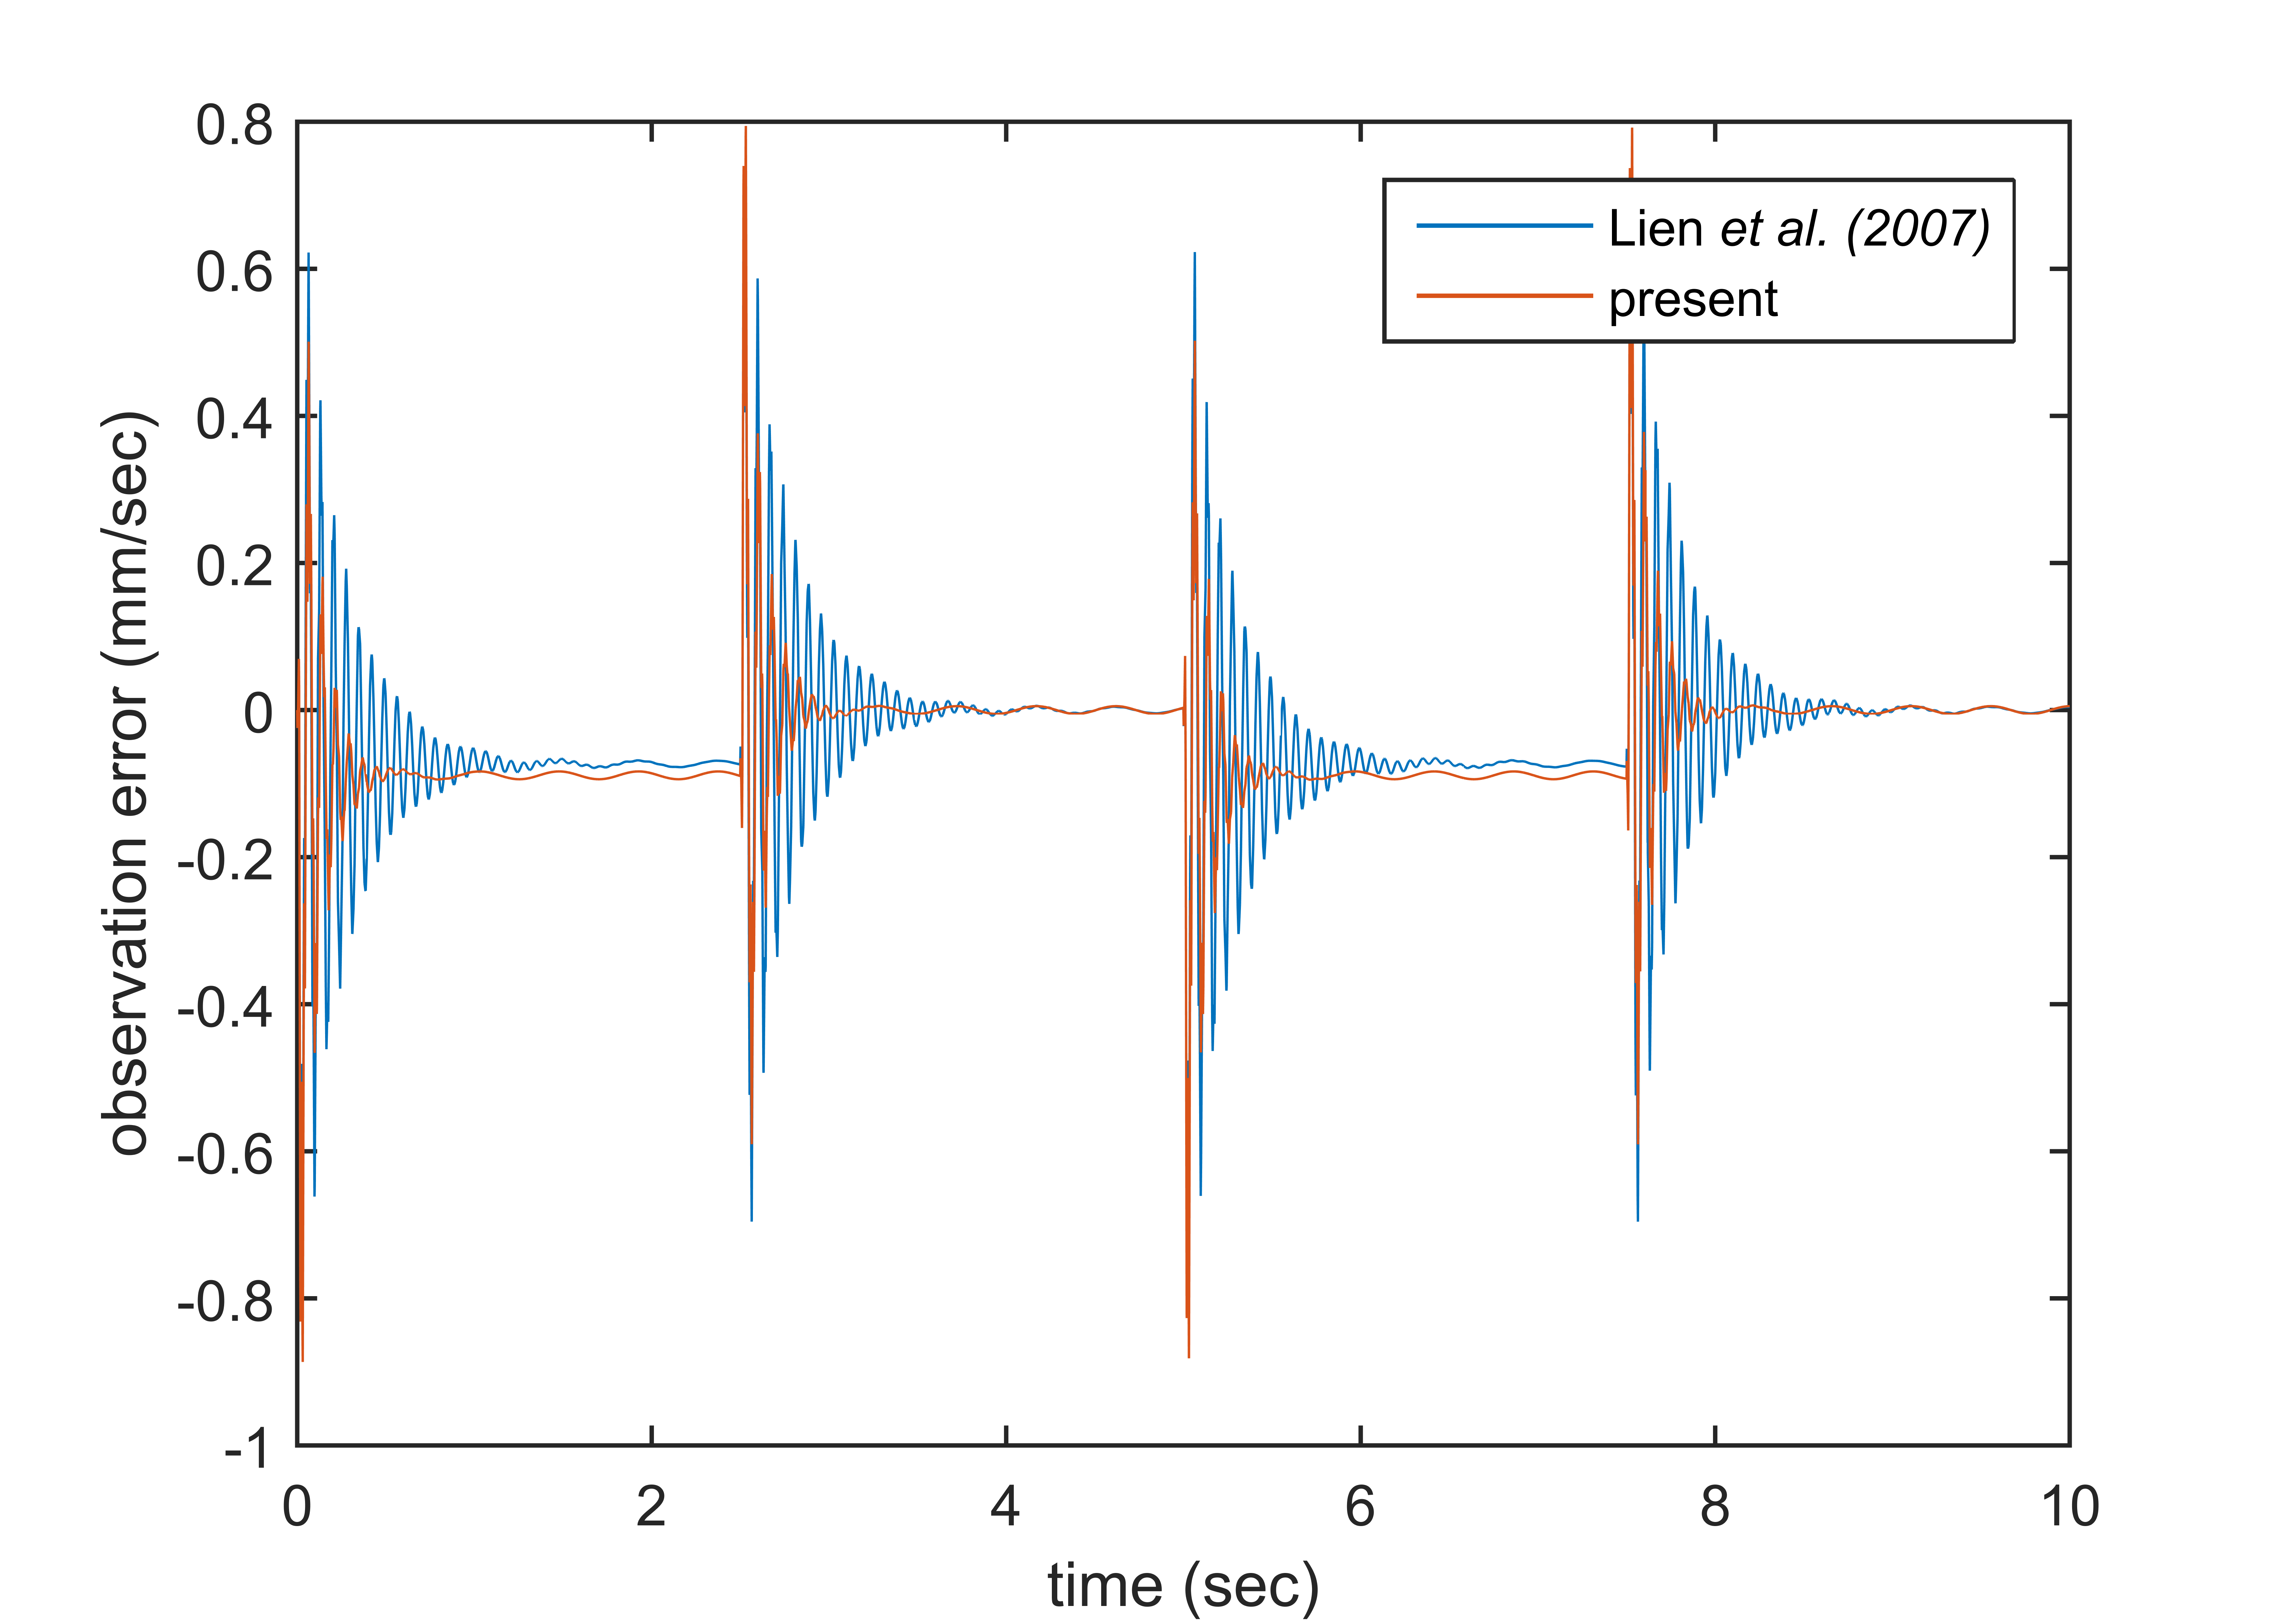 0.8
0.6
0.4
0.2
0
-0.2
-0.4
-0.6
-0.8
-1
observation error (mm/sec)
Lien et al. (2007)
present
0 2 4 6 8 10
time (sec)